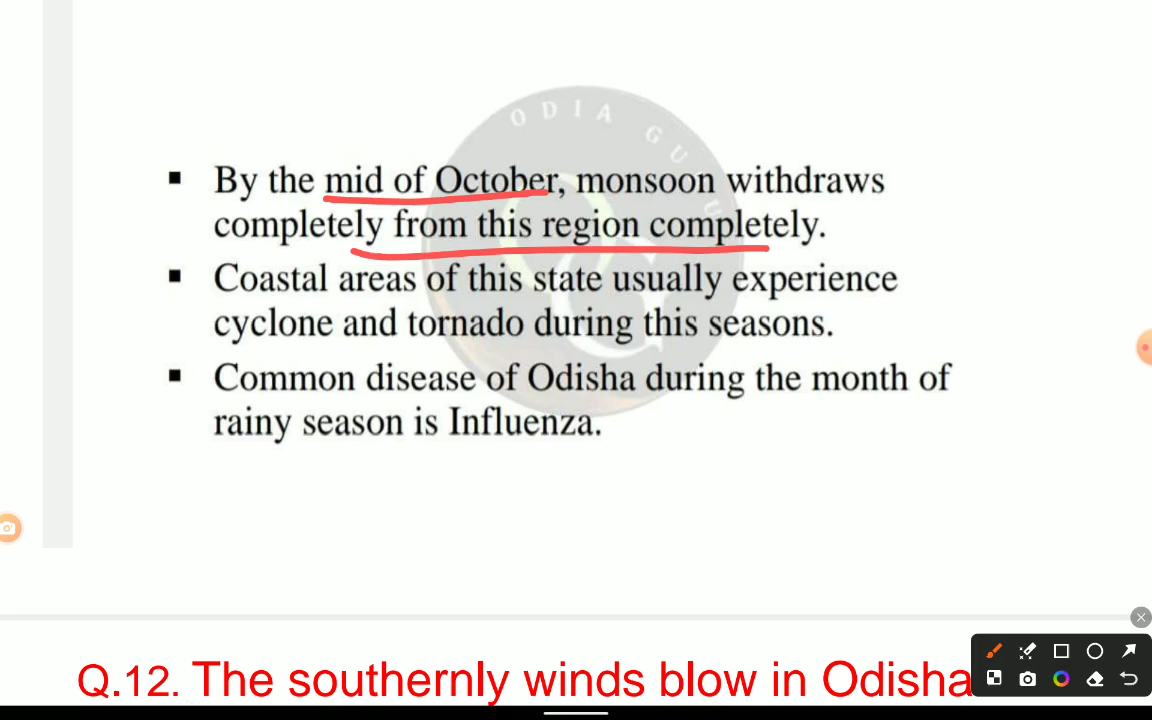 ODIA GU
▪ By the mid of October, monsoon withdraws
completely from this region completely.
▪ Coastal areas of this state usually experience
cyclone and tornado during this seasons.
▪ Common disease of Odisha during the month of
rainy season is Influenza.
Q.12. The southernly winds blow in Odisha